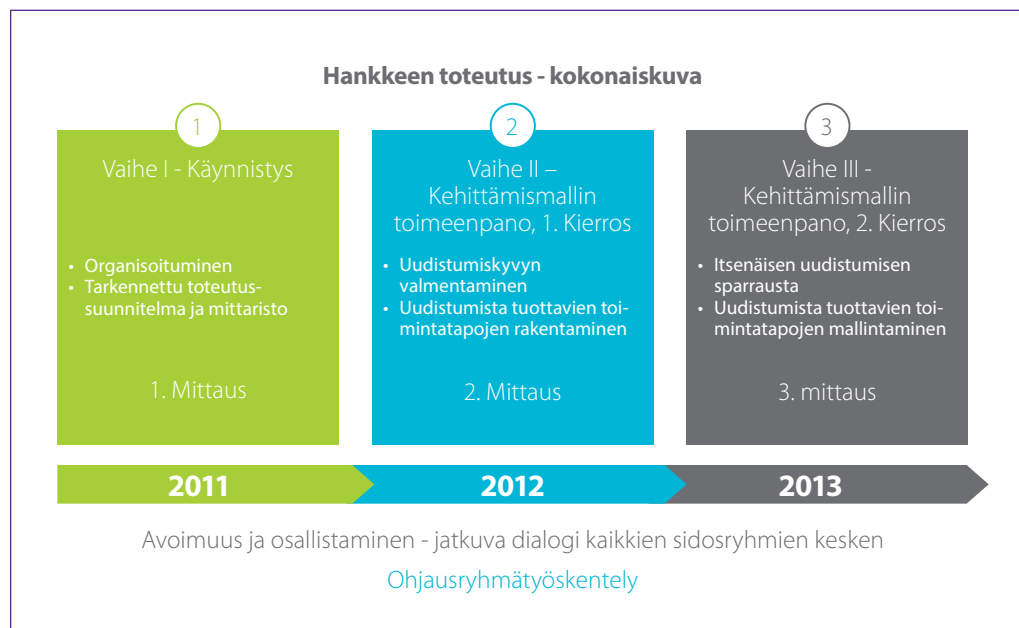 Hankkeen toteutus - kokonaiskuva
1
Vaihe I - Käynnistys
• Organisoituminen
• Tarkennettu toteutus-
suunnitelma ja mittaristo
1. Mittaus
2
Vaihe II –
Kehittämismallin
toimeenpano, 1. Kierros
• Uudistumiskyvyn
valmentaminen
• Uudistumista tuottavien toi-
mintatapojen rakentaminen
2. Mittaus
3
Vaihe III -
Kehittämismallin
toimeenpano, 2. Kierros
• Itsenäisen uudistumisen
sparrausta
• Uudistumista tuottavien toi-
mintatapojen mallintaminen
3. mittaus
2011
2012
2013
Avoimuus ja osallistaminen - jatkuva dialogi kaikkien sidosryhmien kesken
Ohjausryhmätyöskentely